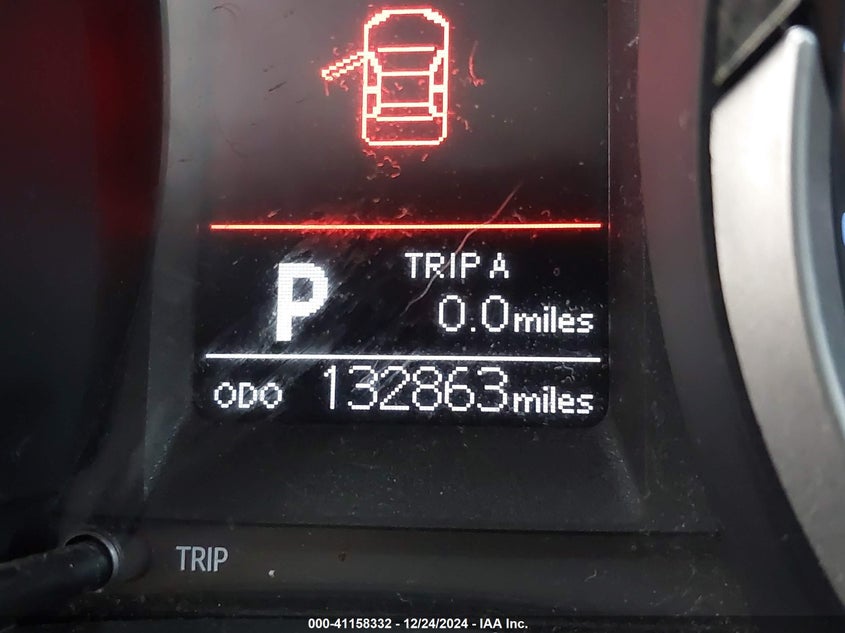 TRIP A
P
0.0miles
ODO 132863miles
TRIP
000-41158332 - 12/24/2024 - IAA Inc.